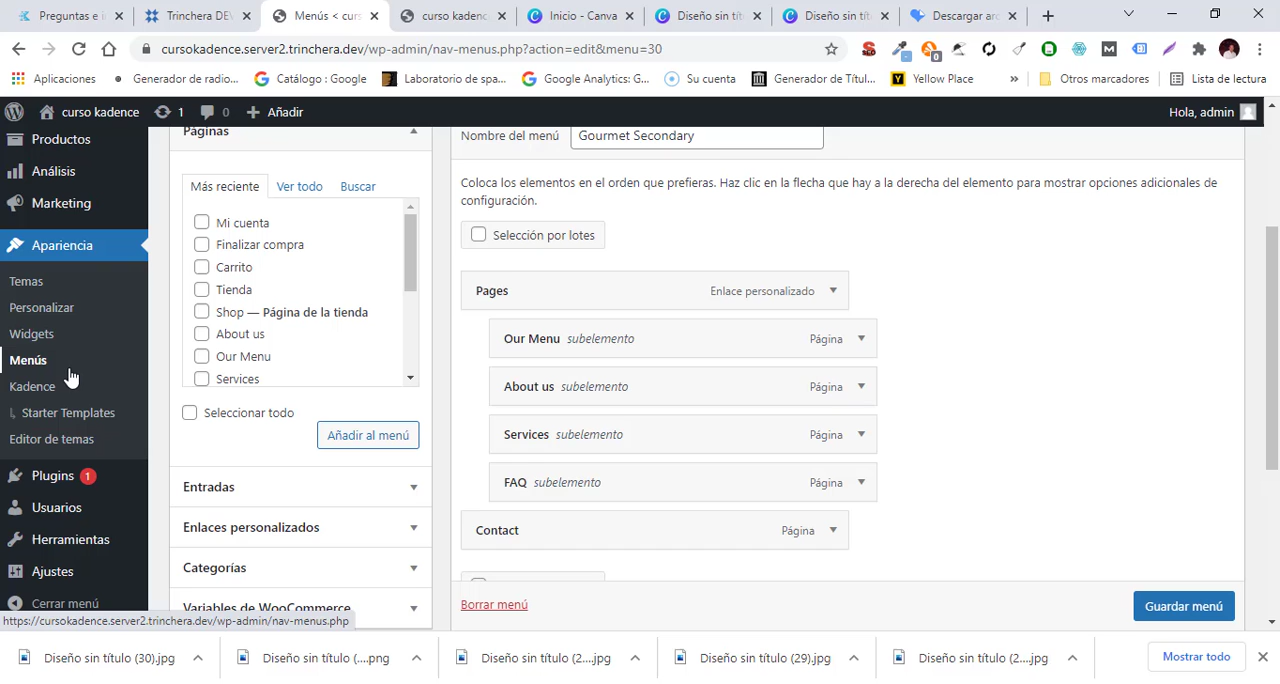 Preguntas e in
Trinchera DEV
Menús < curs
curso kadenc
Inicio - Canva
Diseño sin tít
Diseño sin tít
Descargar arc
cursokadence.server2.trinchera.dev/wp-admin/nav-menus.php?action=edit&menu=30
Aplicaciones
Generador de radio...
Catálogo : Google
Laboratorio de spa...
Google Analytics: G...
Su cuenta
Generador de Títul...
Yellow Place
»
Otros marcadores
Lista de lectura
curso kadence
1
0
Añadir
Hola, admin
Productos
Análisis
Marketing
Apariencia
Temas
Personalizar
Widgets
Menús
Kadence
Starter Templates
Editor de temas
Plugins 1
Usuarios
Herramientas
Ajustes
Cerrar menú
https://cursokadence.server2.trinchera.dev/wp-admin/nav-menus.php
Páginas
Más reciente
Ver todo
Buscar
Mi cuenta
Finalizar compra
Carrito
Tienda
Shop — Página de la tienda
About us
Our Menu
Services
Seleccionar todo
Añadir al menú
Entradas
Enlaces personalizados
Categorías
Variables de WooCommerce
Nombre del menú
Gourmet Secondary
Coloca los elementos en el orden que prefieras. Haz clic en la flecha que hay a la derecha del elemento para mostrar opciones adicionales de
configuración.
Selección por lotes
Pages Enlace personalizado
Our Menu subelemento Página
About us subelemento Página
Services subelemento Página
FAQ subelemento Página
Contact Página
Borrar menú
Guardar menú
Diseño sin título (30).jpg
Diseño sin título (....png
Diseño sin título (2....jpg
Diseño sin título (29).jpg
Diseño sin título (2....jpg
Mostrar todo